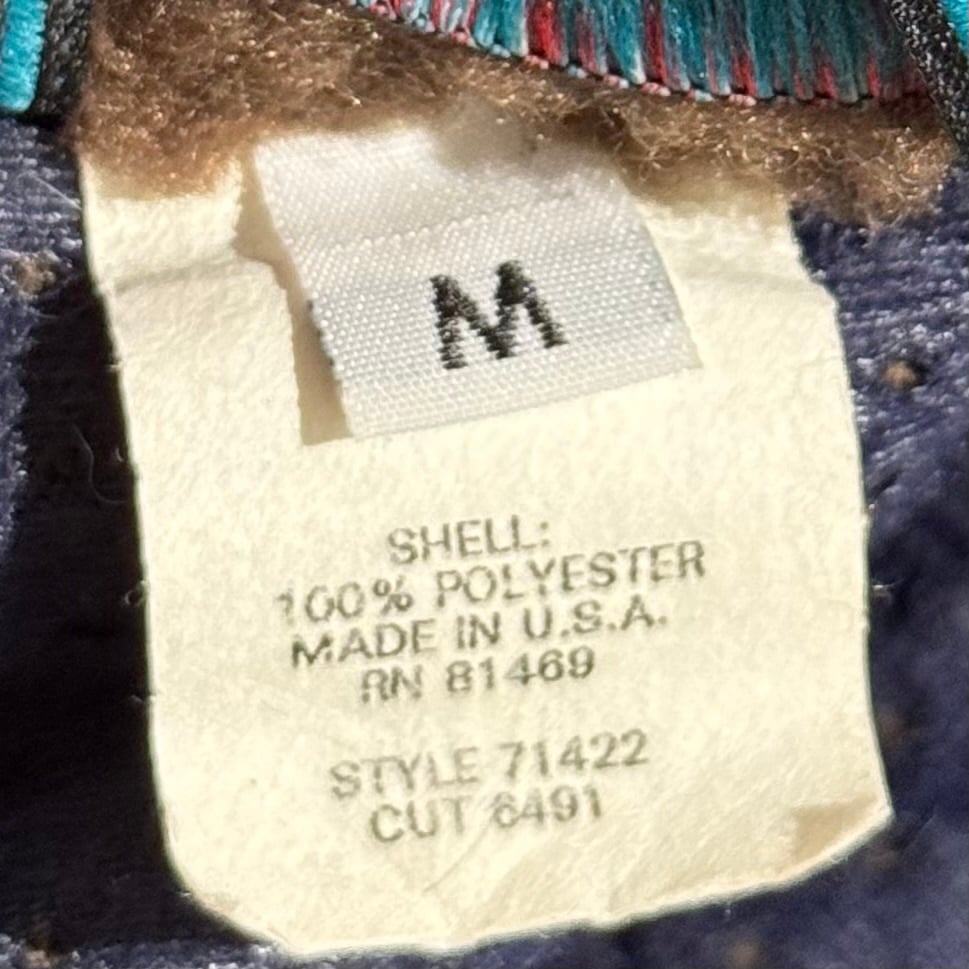 M
SHELL:
100% POLYESTER
MADE IN U.S.A.
RN 81469
STYLE 71422
CUT 6491